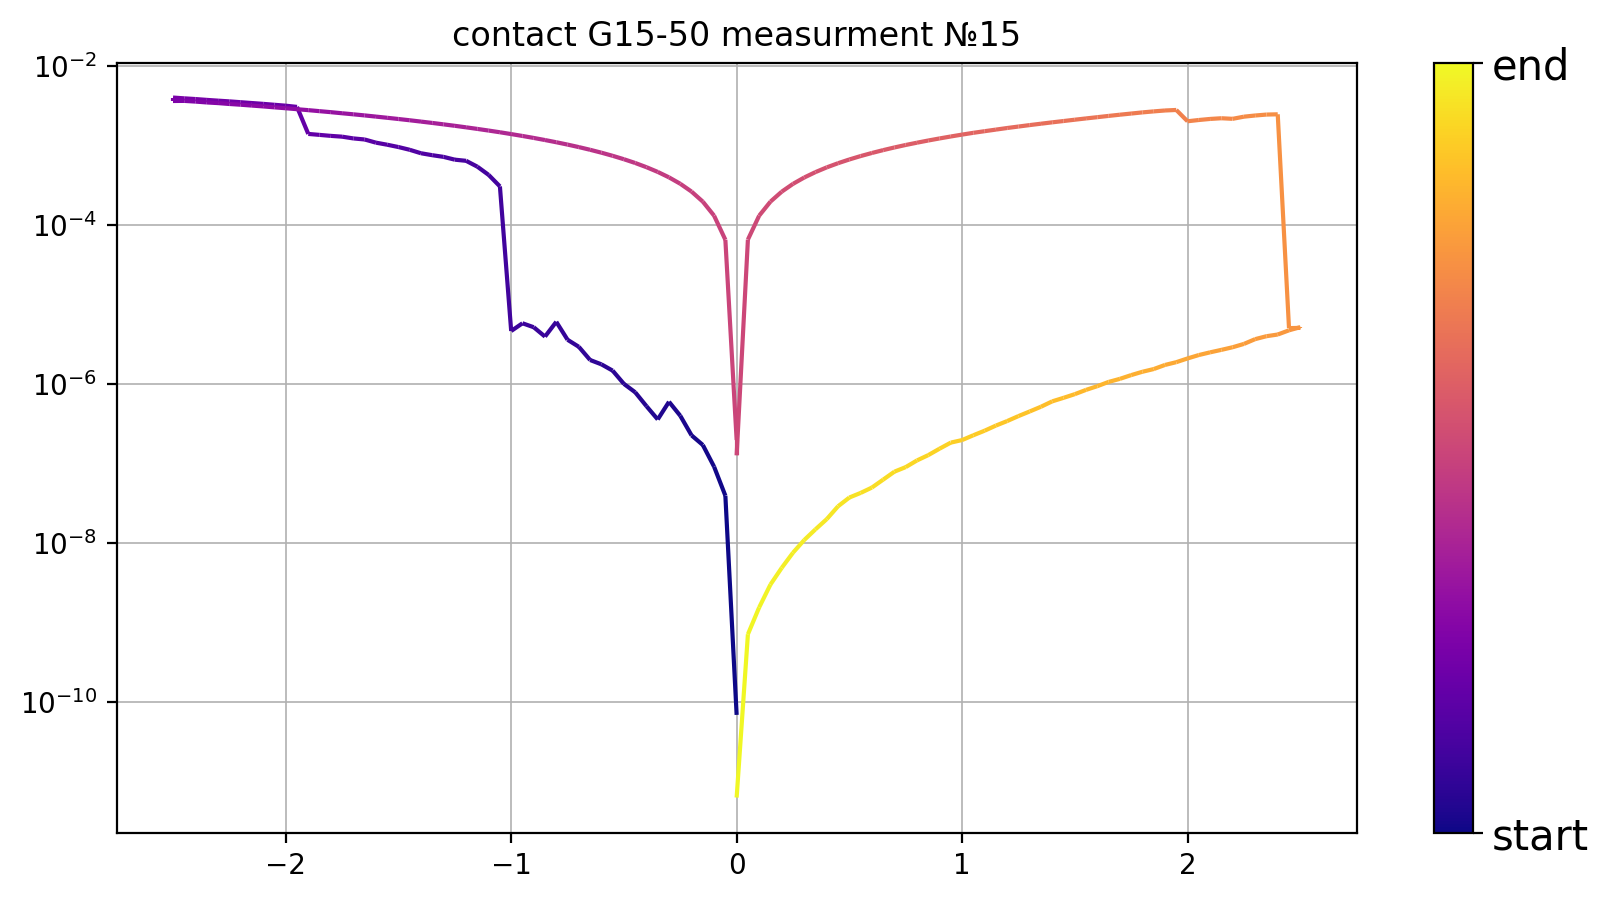 contact G15-50 measurment №15
10⁻²
10⁻⁴
10⁻⁶
10⁻⁸
10⁻¹⁰
−2 −1 0 1 2
end
start